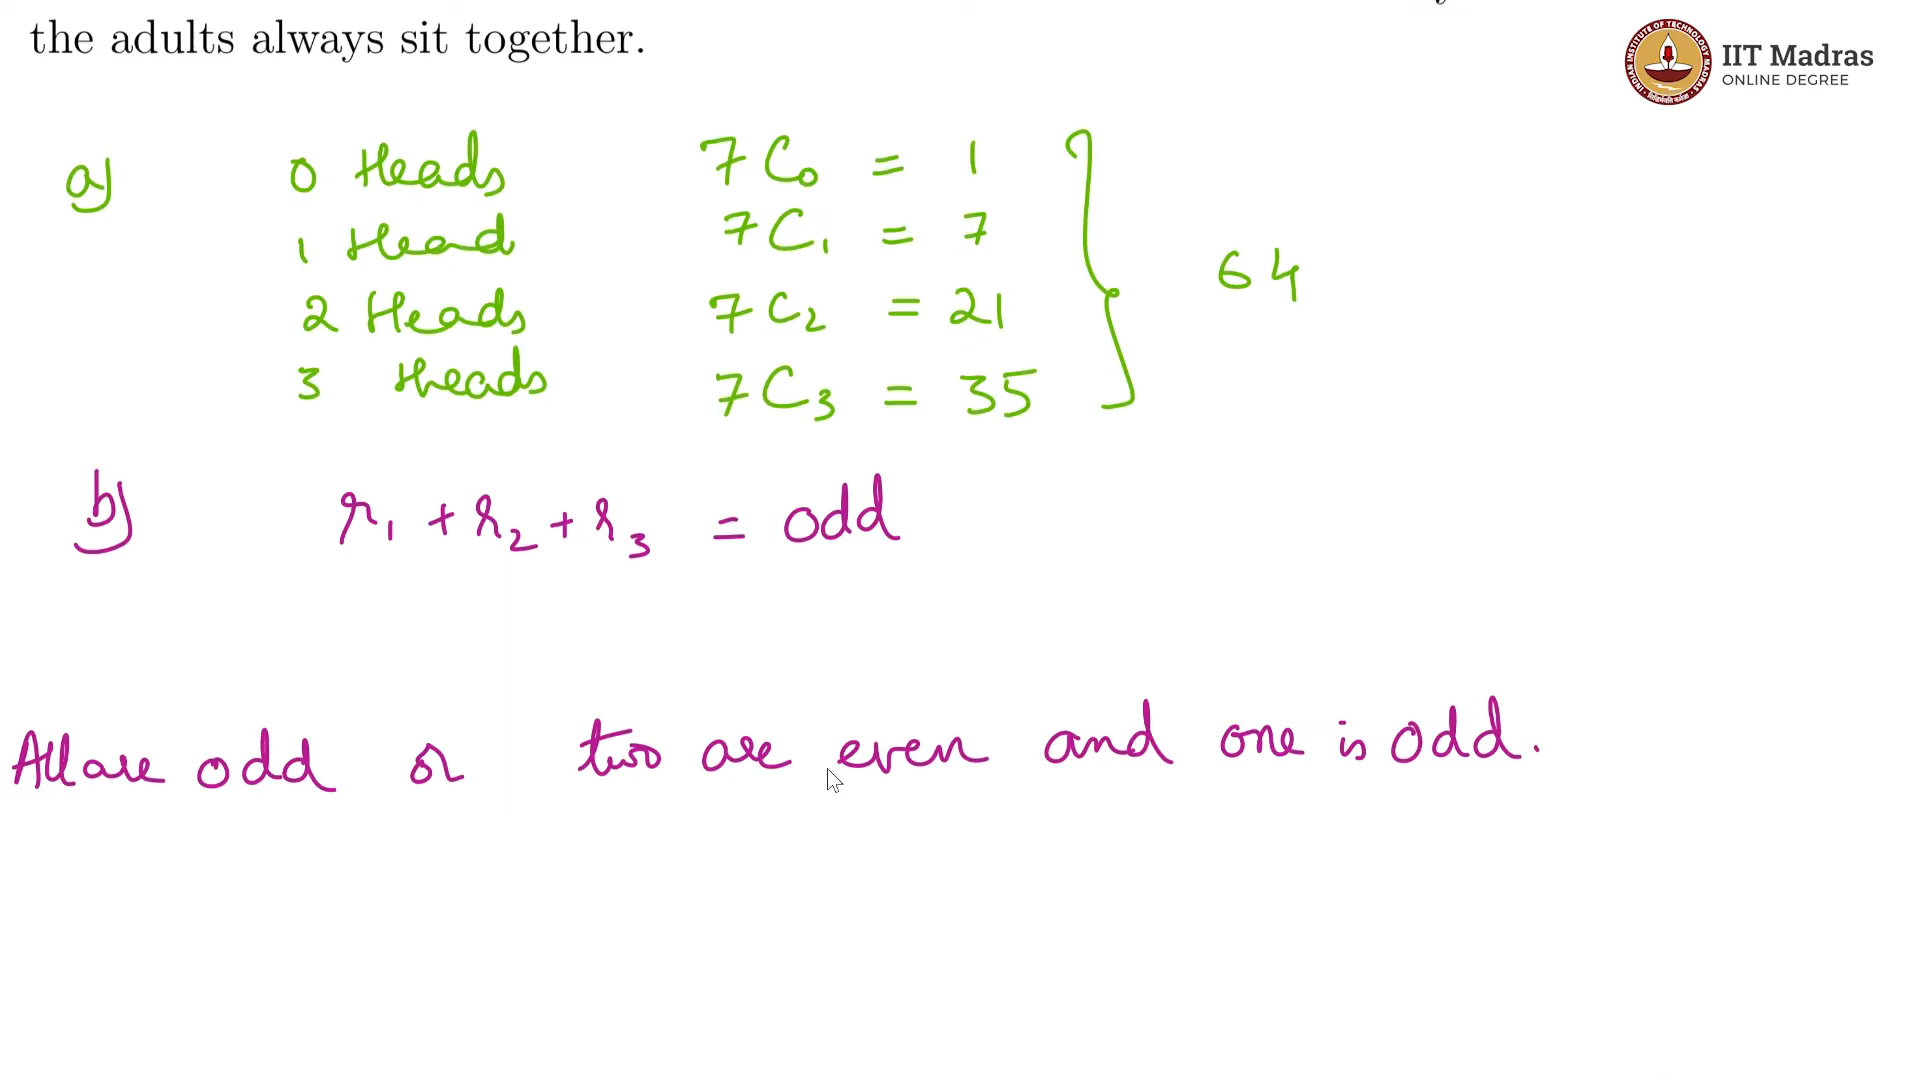 the adults always sit together.
IIT Madras
ONLINE DEGREE
a) 0 Heads 7C₀ = 1
1 Head 7C₁ = 7
2 Heads 7C₂ = 21
3 Heads 7C₃ = 35
64
b) r₁ + r₂ + r₃ = odd
All are odd or two are even and one is odd.